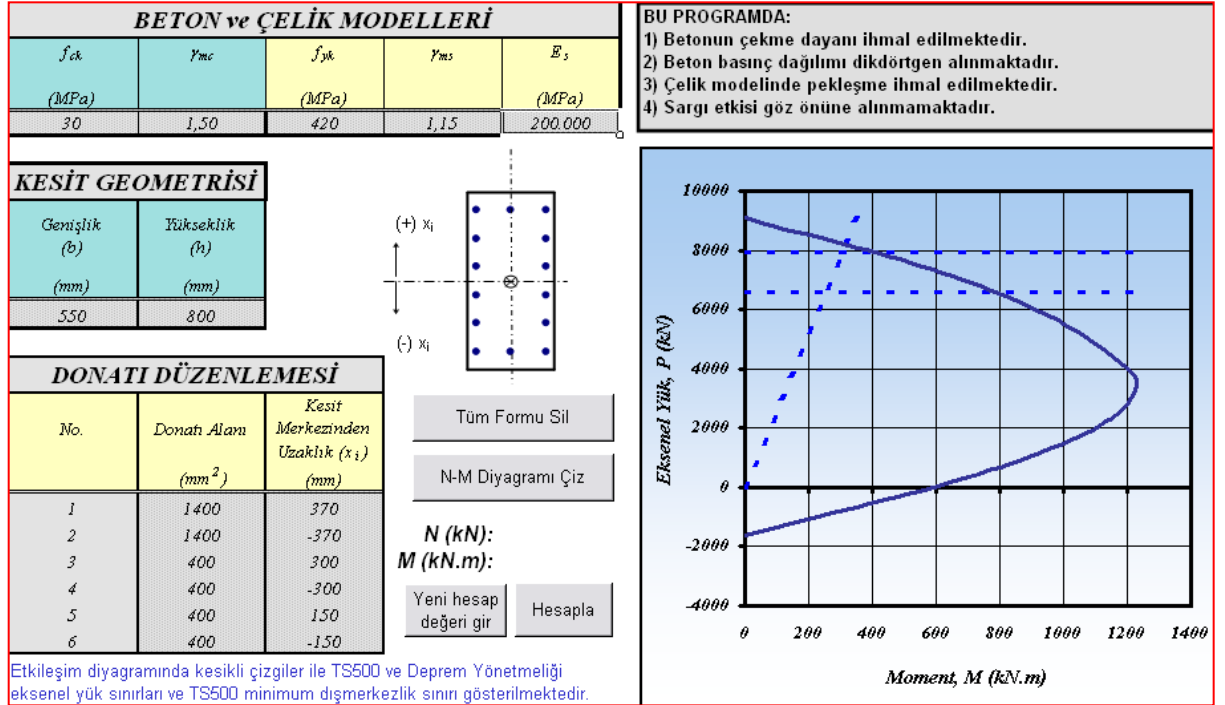 BETON ve ÇELİK MODELLERİ
fck γmc fyk γms Es
(MPa) (MPa) (MPa)
30 1,50 420 1,15 200.000
BU PROGRAMDA:
1) Betonun çekme dayanı ihmal edilmektedir.
2) Beton basınç dağılımı dikdörtgen alınmaktadır.
3) Çelik modelinde pekleşme ihmal edilmektedir.
4) Sargı etkisi göz önüne alınmamaktadır.
KESİT GEOMETRİSİ
Genişlik Yükseklik
(b) (h)
(mm) (mm)
550 800
(+) xi
(-) xi
DONATI DÜZENLEMESİ
No. Donatı Alanı Kesit
Merkezinden
Uzaklık (xi)
(mm²) (mm)
1 1400 370
2 1400 -370
3 400 300
4 400 -300
5 400 150
6 400 -150
Tüm Formu Sil
N-M Diyagramı Çiz
N (kN):
M (kN.m):
Yeni hesap
değeri gir
Hesapla
Etkileşim diyagramında kesikli çizgiler ile TS500 ve Deprem Yönetmeliği
eksenel yük sınırları ve TS500 minimum dışmerkezlik sınırı gösterilmektedir.
Eksenel Yük, P (kN)
10000
8000
6000
4000
2000
0
-2000
-4000
0 200 400 600 800 1000 1200 1400
Moment, M (kN.m)